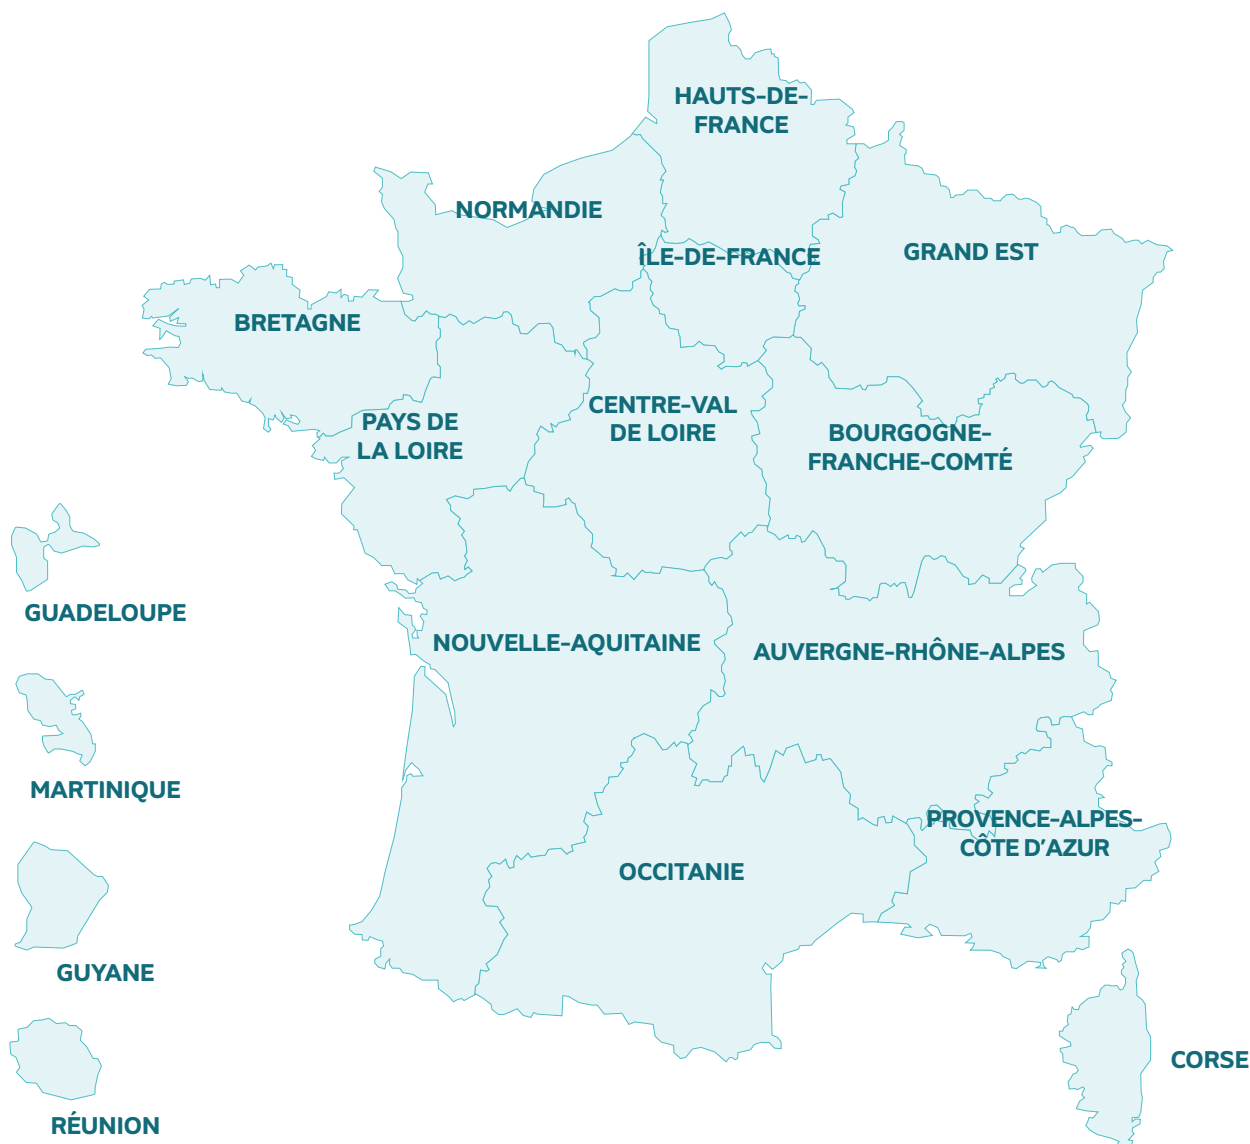 HAUTS-DE-
FRANCE
NORMANDIE
ÎLE-DE-FRANCE
GRAND EST
BRETAGNE
PAYS DE
LA LOIRE
CENTRE-VAL
DE LOIRE
BOURGOGNE-
FRANCHE-COMTÉ
GUADELOUPE
NOUVELLE-AQUITAINE
AUVERGNE-RHÔNE-ALPES
MARTINIQUE
PROVENCE-ALPES-
CÔTE D'AZUR
OCCITANIE
GUYANE
CORSE
RÉUNION